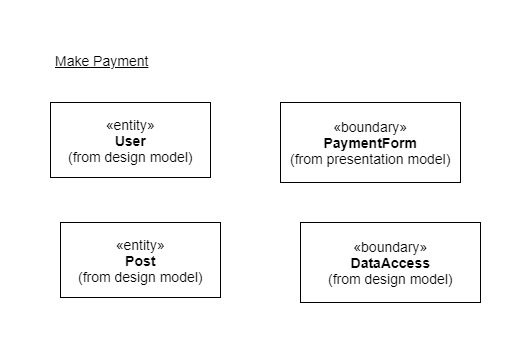 Make Payment
«entity»
User
(from design model)
«boundary»
PaymentForm
(from presentation model)
«entity»
Post
(from design model)
«boundary»
DataAccess
(from design model)